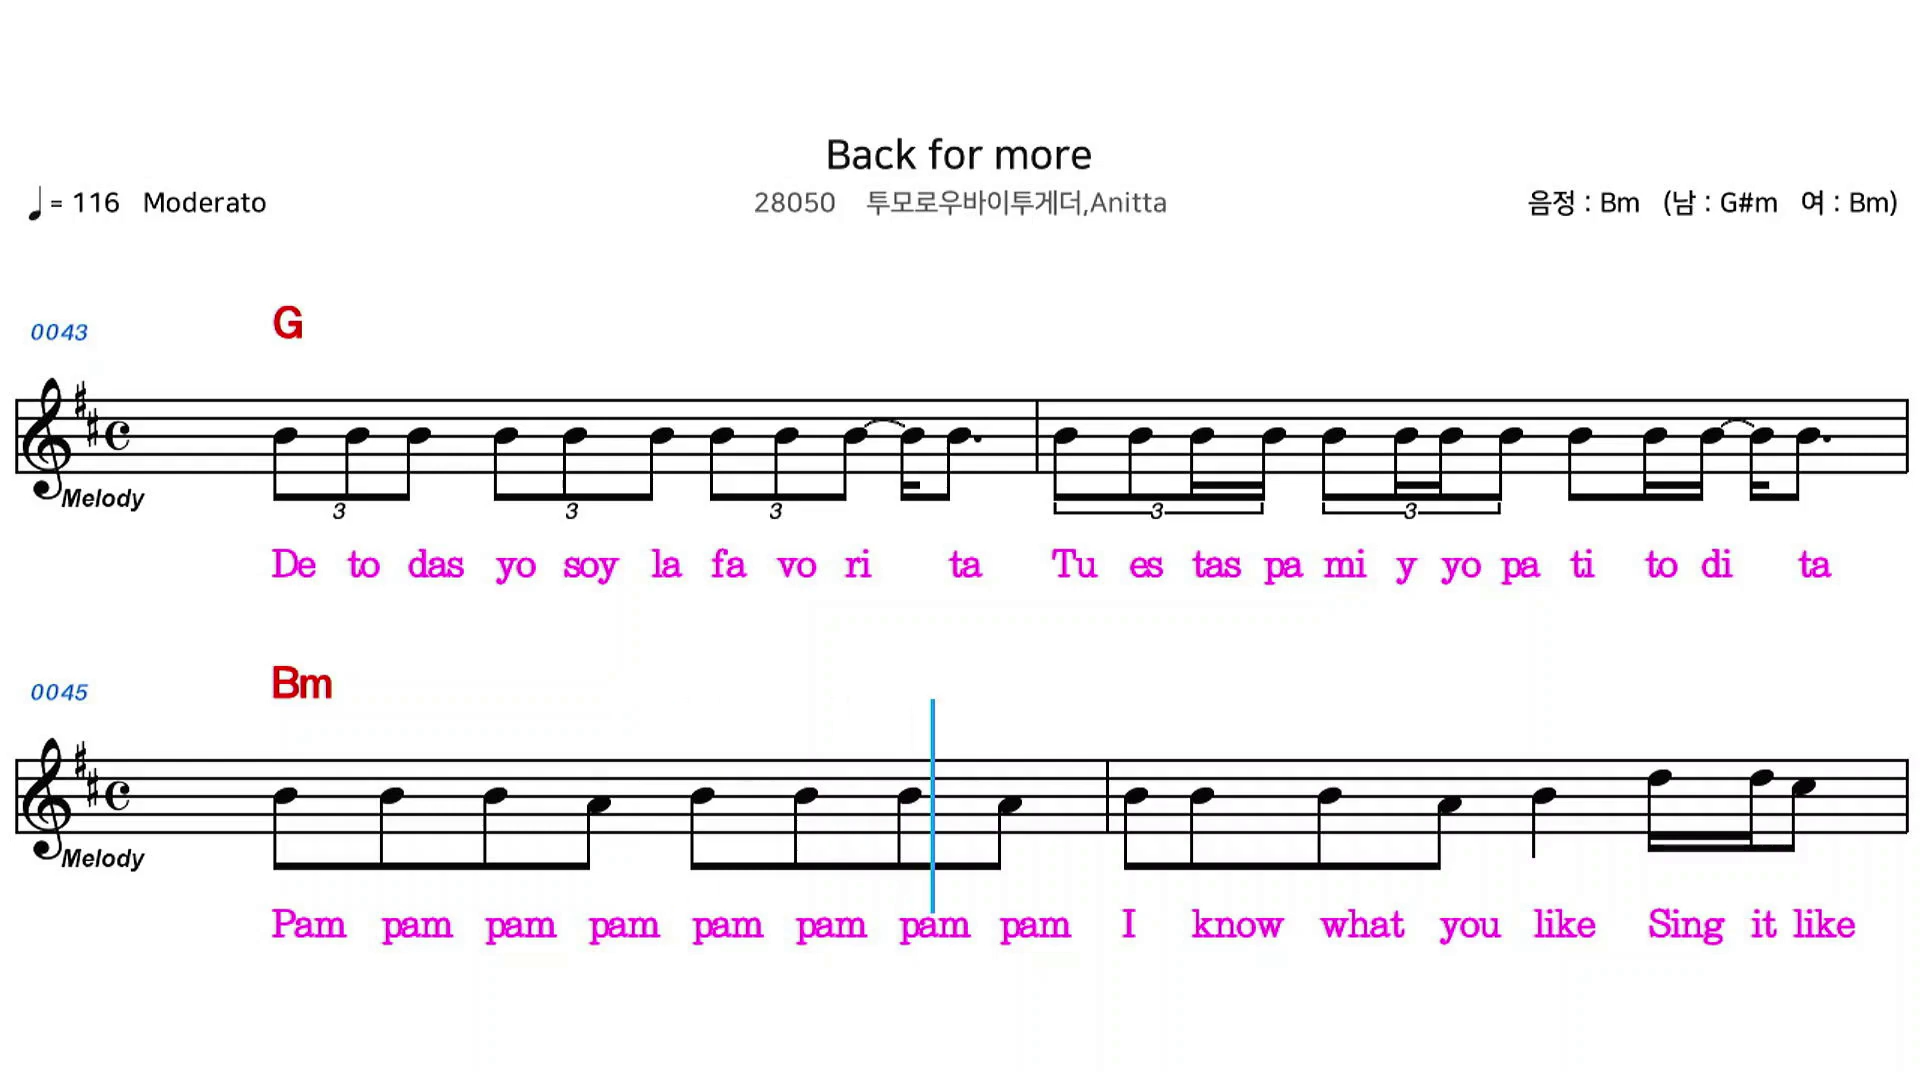 Back for more
♩ = 116 Moderato 28050 투모로우바이투게더,Anitta 음정 : Bm (남 : G#m 여 : Bm)
0043 G
Melody
3 3 3 3 3
De to das yo soy la fa vo ri ta Tu es tas pa mi y yo pa ti to di ta
0045 Bm
Melody
Pam pam pam pam pam pam pam pam I know what you like Sing it like